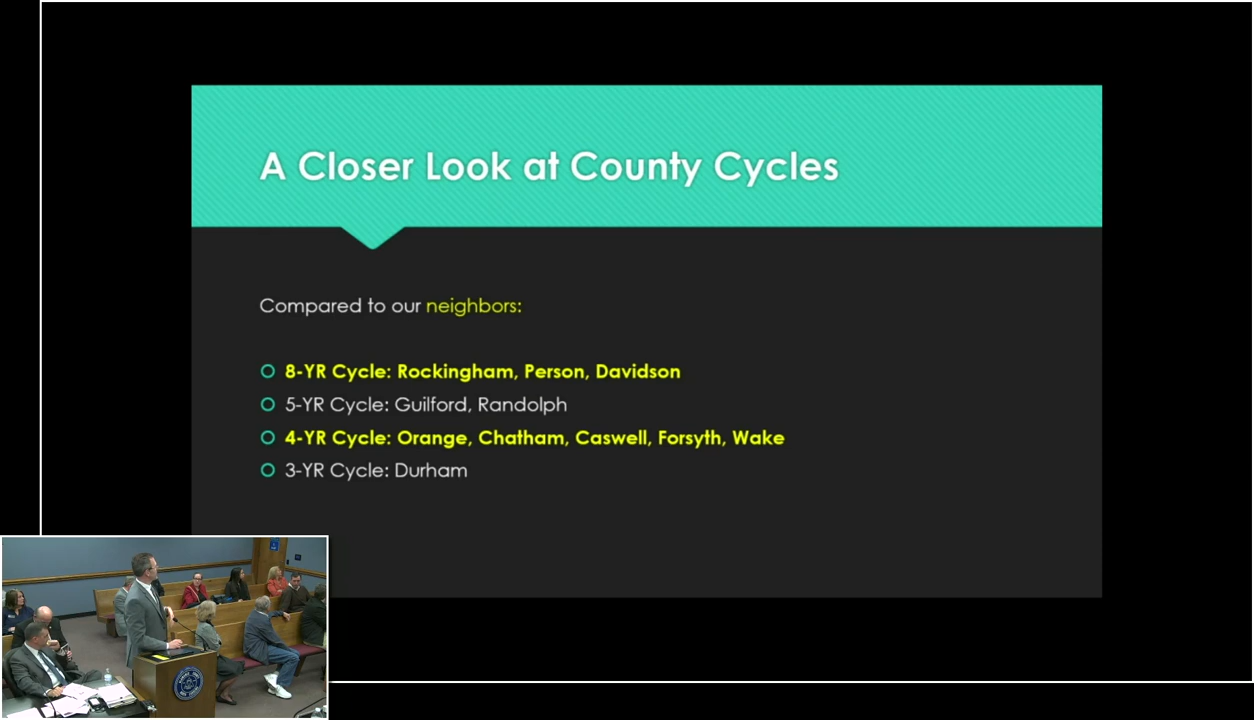 A Closer Look at County Cycles
Compared to our neighbors:
8-YR Cycle: Rockingham, Person, Davidson
5-YR Cycle: Guilford, Randolph
4-YR Cycle: Orange, Chatham, Caswell, Forsyth, Wake
3-YR Cycle: Durham